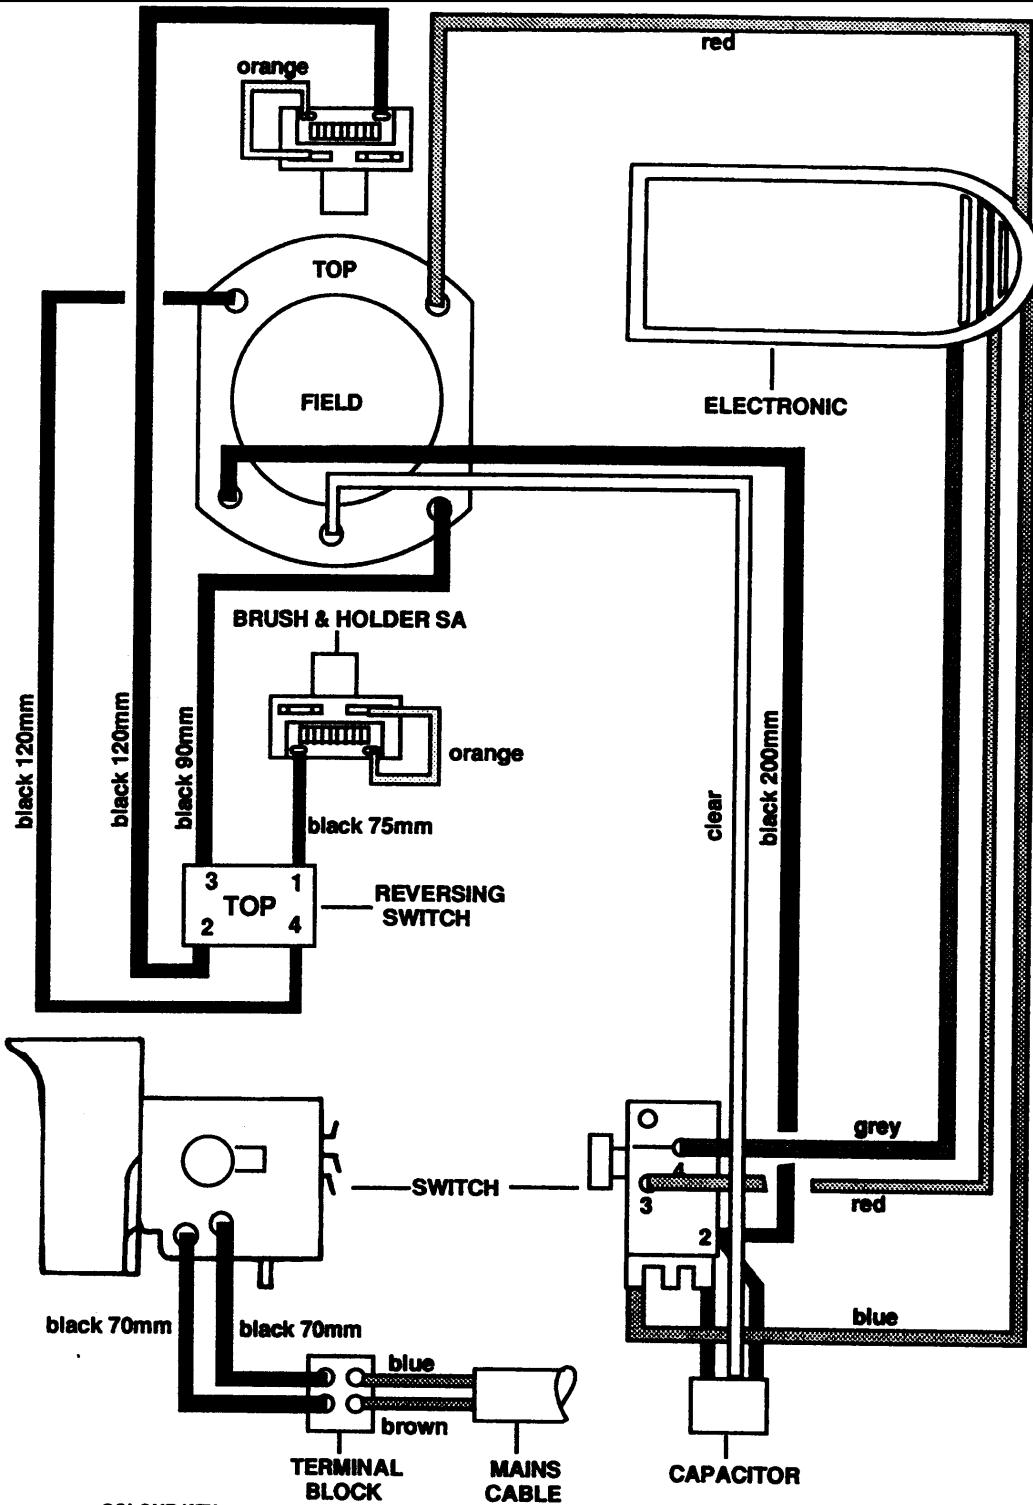 red
orange
TOP
FIELD
ELECTRONIC
BRUSH & HOLDER SA
black 120mm
black 120mm
black 90mm
orange
black 75mm
clear
black 200mm
3 1
TOP
2 4
REVERSING
SWITCH
grey
4
SWITCH
3
red
2
blue
black 70mm
black 70mm
blue
brown
TERMINAL
BLOCK
MAINS
CABLE
CAPACITOR
COLOUR KEY